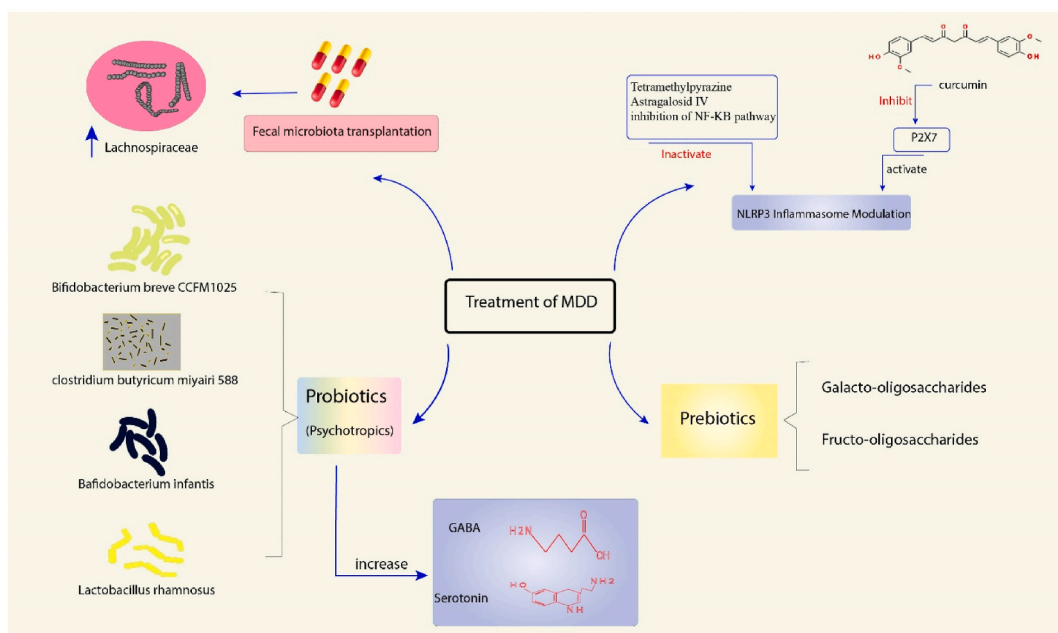 Lachnospiraceae
Fecal microbiota transplantation
Tetramethylpyrazine
Astragalosid IV
inhibition of NF-KB pathway
Inactivate
HO
O
O
O
O
OH
curcumin
Inhibit
P2X7
activate
NLRP3 Inflammasome Modulation
Treatment of MDD
Bifidobacterium breve CCFM1025
clostridium butyricum miyairi 588
Bafidobacterium infantis
Lactobacillus rhamnosus
Probiotics
(Psychotropics)
Prebiotics
Galacto-oligosaccharides
Fructo-oligosaccharides
increase
GABA
H2N
O
OH
Serotonin
HO
NH2
NH